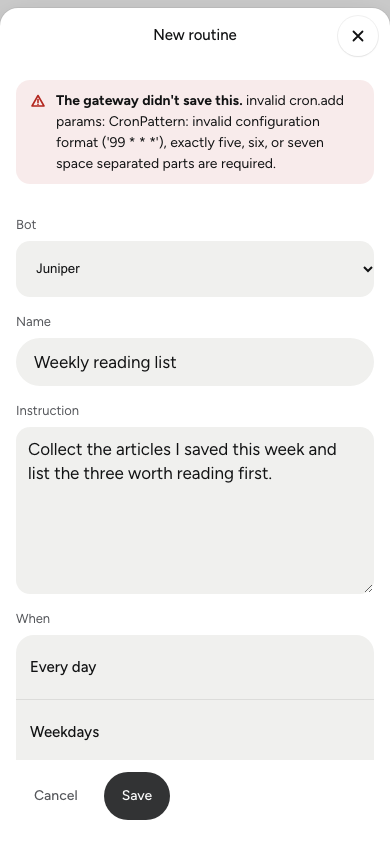 New routine
The gateway didn't save this. invalid cron.add
params: CronPattern: invalid configuration
format ('99 * * *'), exactly five, six, or seven
space separated parts are required.
Bot
Juniper
Name
Weekly reading list
Instruction
Collect the articles I saved this week and
list the three worth reading first.
When
Every day
Weekdays
Cancel
Save